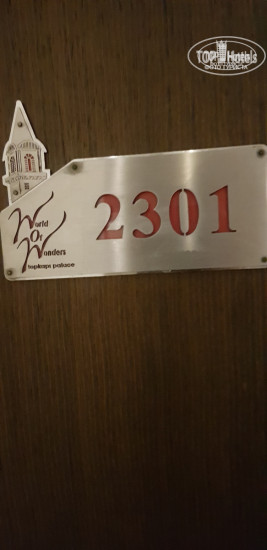 TOP Hotels
World
Of
Wonders
topkapı palace
2301